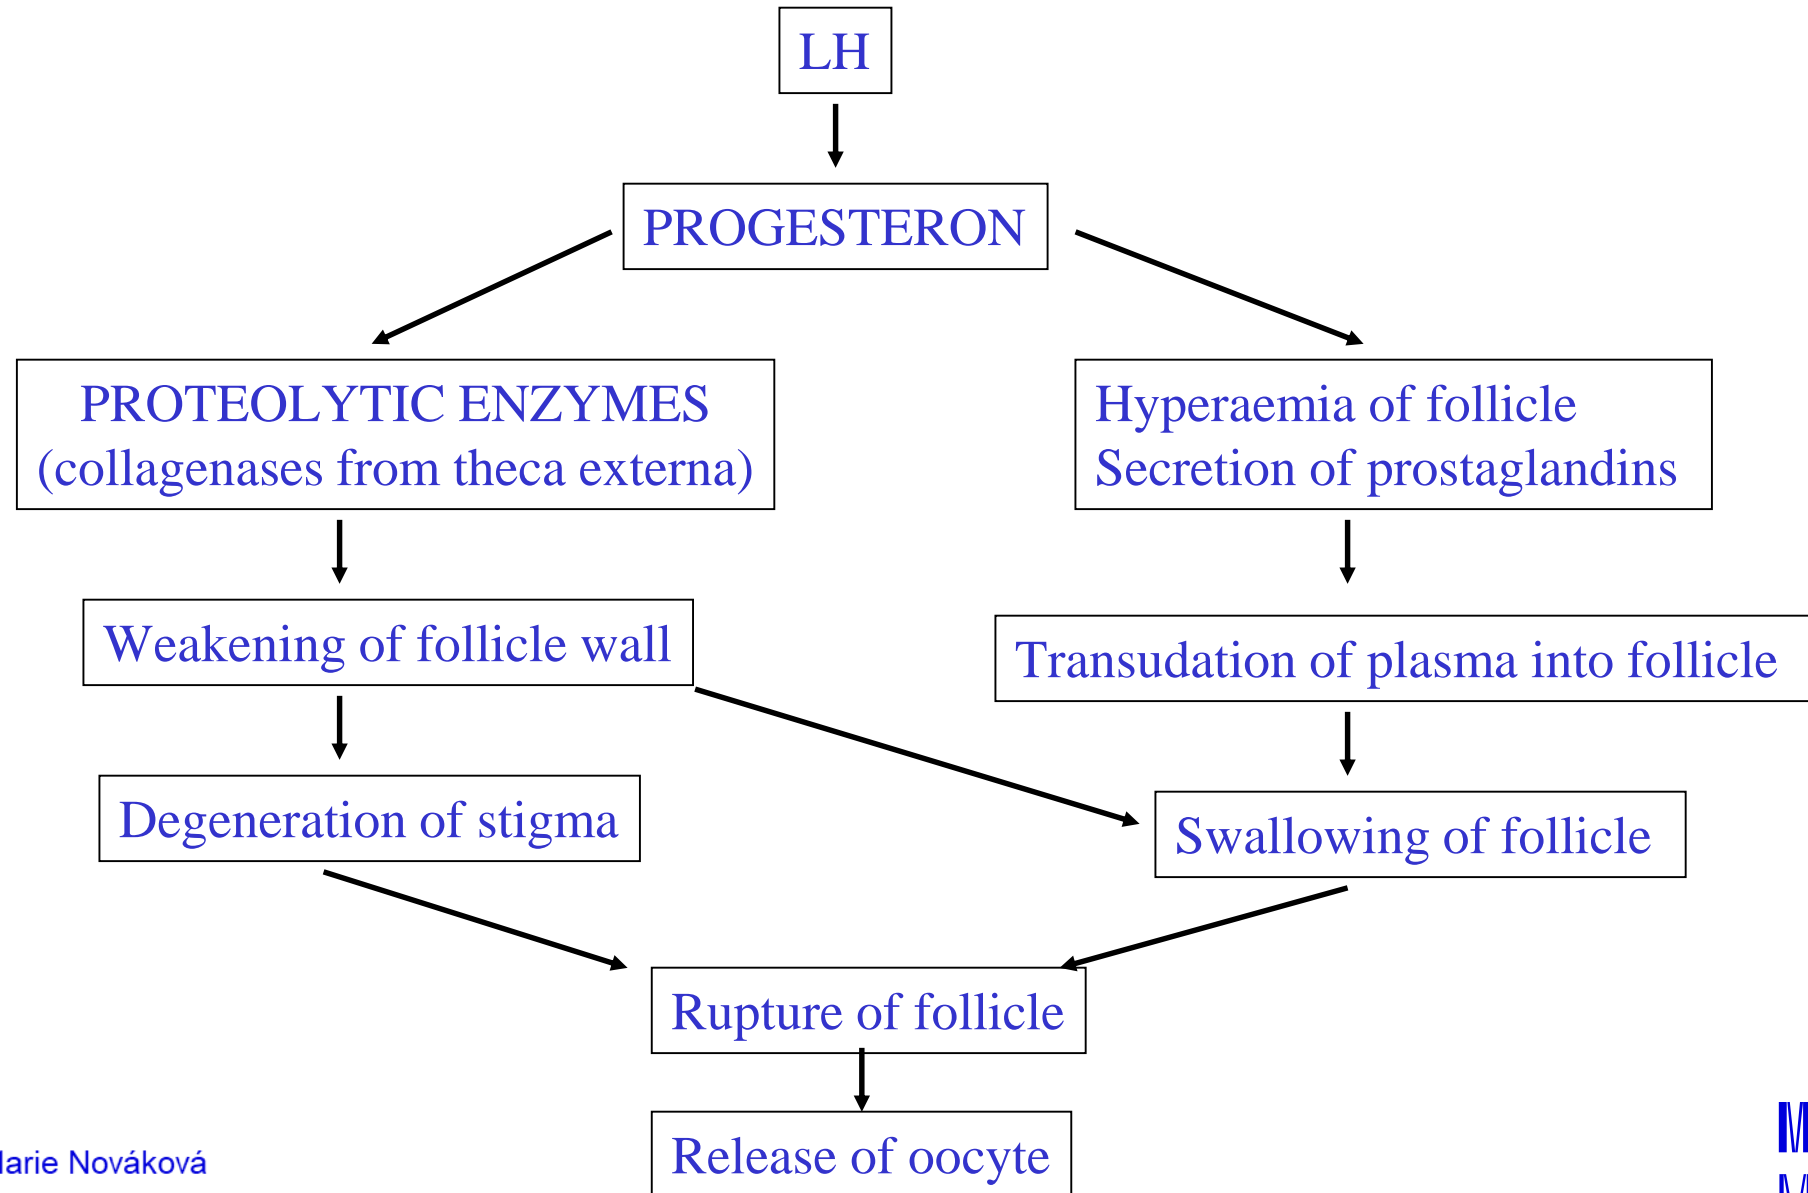 LH
PROGESTERON
PROTEOLYTIC ENZYMES
(collagenases from theca externa)
Hyperaemia of follicle
Secretion of prostaglandins
Weakening of follicle wall
Transudation of plasma into follicle
Degeneration of stigma
Swallowing of follicle
Rupture of follicle
Release of oocyte
Nováková